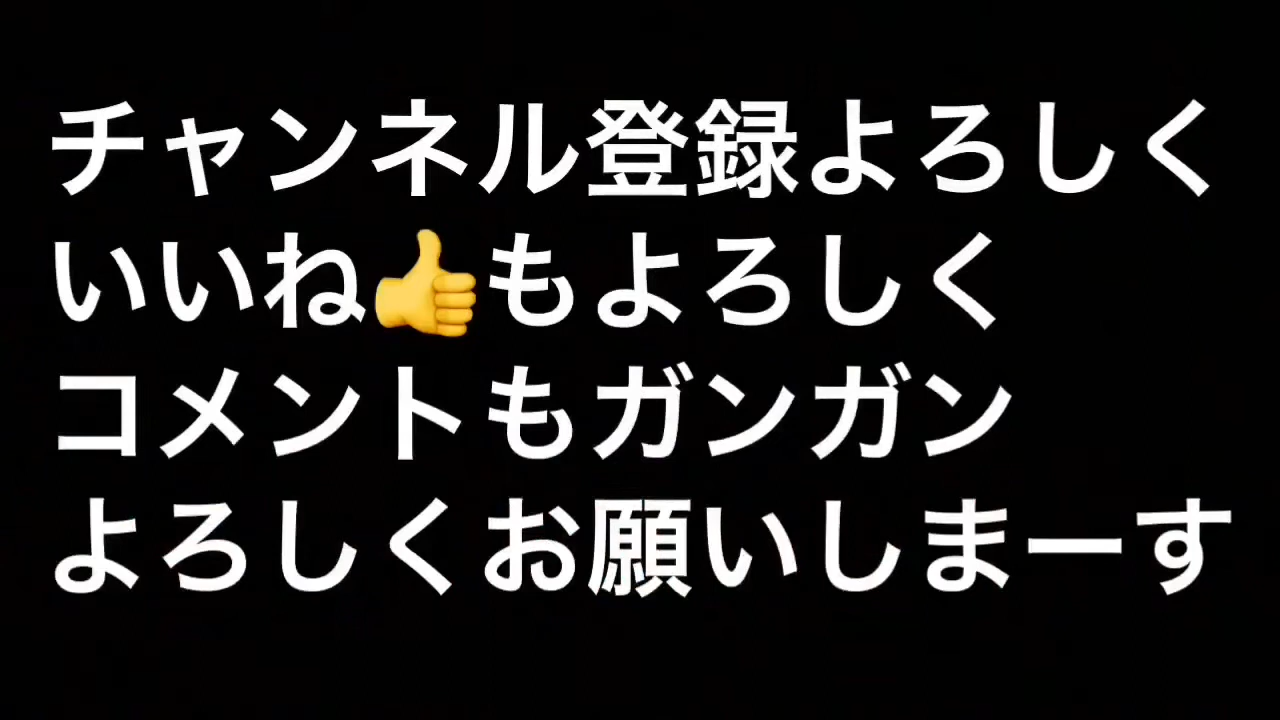 チャンネル登録よろしく
いいね👍もよろしく
コメントもガンガン
よろしくお願いしまーす